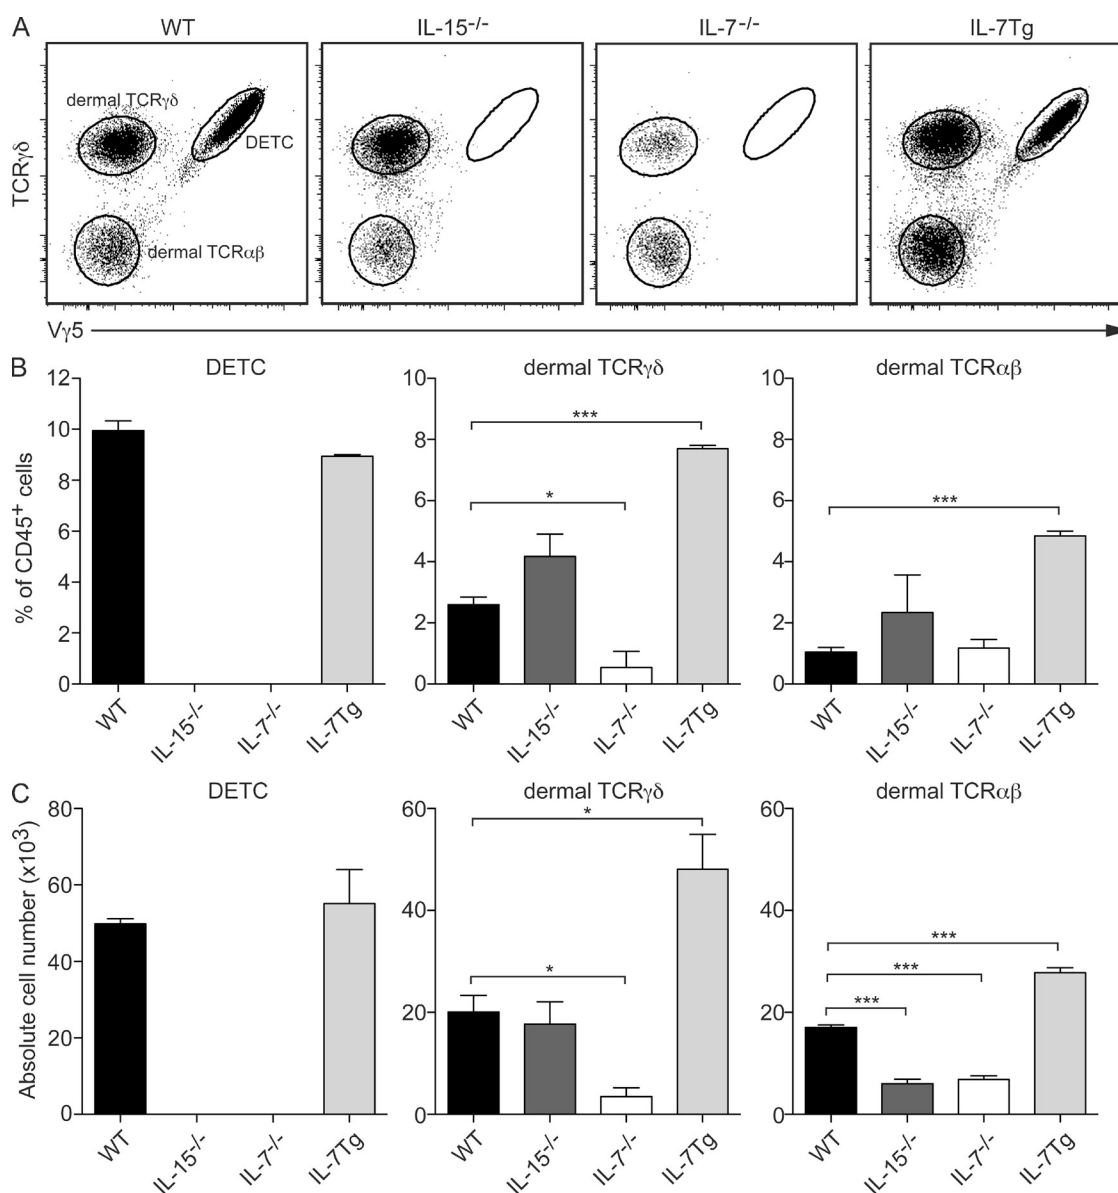 A
WT IL-15-/- IL-7-/- IL-7Tg
TCRγδ
dermal TCRγδ
DETC
dermal TCRαβ
Vγ5
B
DETC dermal TCRγδ dermal TCRαβ
% of CD45+ cells
12 10 8 6 4 2 0
10 8 6 4 2 0
10 8 6 4 2 0
***
*
***
WT IL-15-/- IL-7-/- IL-7Tg
WT IL-15-/- IL-7-/- IL-7Tg
WT IL-15-/- IL-7-/- IL-7Tg
C
DETC dermal TCRγδ dermal TCRαβ
Absolute cell number (x103)
80 60 40 20 0
60 40 20 0
60 40 20 0
*
*
***
***
***
WT IL-15-/- IL-7-/- IL-7Tg
WT IL-15-/- IL-7-/- IL-7Tg
WT IL-15-/- IL-7-/- IL-7Tg